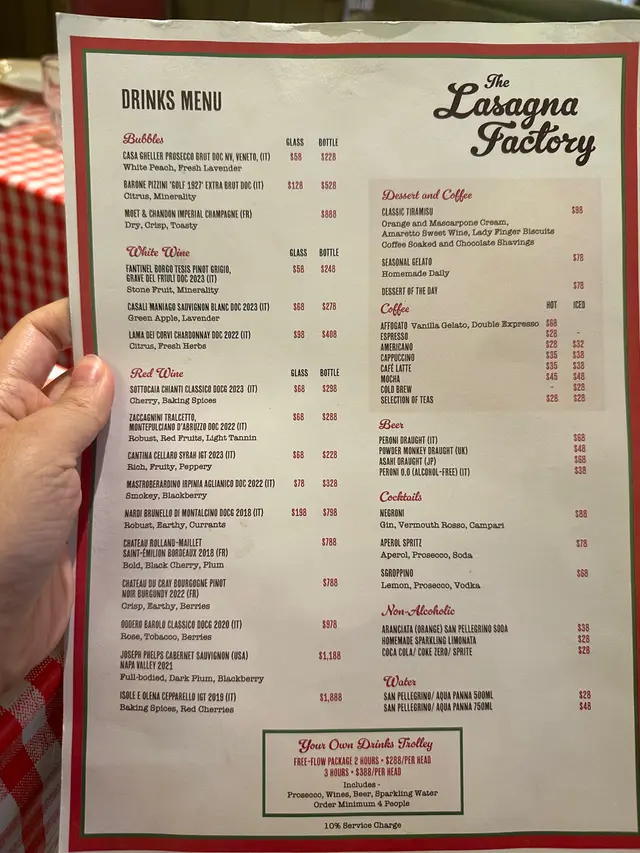 DRINKS MENU
The
Lasagna
Factory
Bubbles GLASS BOTTLE
CASA GHELLER PROSECCO BRUT DOC NV, VENETO, (IT) $58 $228
White Peach, Fresh Lavender
BARONE PIZZINI 'GOLF 1927' EXTRA BRUT DOC (IT) $128 $528
Citrus, Minerality
MOET & CHANDON IMPERIAL CHAMPAGNE (FR) $888
Dry, Crisp, Toasty
White Wine GLASS BOTTLE
FANTINEL BORGO TESIS PINOT GRIGIO, $58 $248
GRAVE DEL FRIULI DOC 2023 (IT)
Stone Fruit, Minerality
CASALI MANIAGO SAUVIGNON BLANC DOC 2023 (IT) $68 $278
Green Apple, Lavender
LAMA DEI CORVI CHARDONNAY DOC 2022 (IT) $98 $408
Citrus, Fresh Herbs
Red Wine GLASS BOTTLE
SOTTOCAIA CHIANTI CLASSICO DOCG 2023 (IT) $68 $298
Cherry, Baking Spices
ZACCAGNINI TRALCETTO, $68 $288
MONTEPULCIANO D'ABRUZZO DOC 2022 (IT)
Robust, Red Fruits, Light Tannin
CANTINA CELLARO SYRAH IGT 2023 (IT) $68 $228
Rich, Fruity, Peppery
MASTROBERARDINO IRPINIA AGLIANICO DOC 2022 (IT) $78 $328
Smokey, Blackberry
NARDI BRUNELLO DI MONTALCINO DOCG 2018 (IT) $198 $798
Robust, Earthy, Currants
CHATEAU ROLLAND-MAILLET $788
SAINT-ÉMILION BORDEAUX 2018 (FR)
Bold, Black Cherry, Plum
CHATEAU DU CRAY BOURGOGNE PINOT $788
NOIR BURGUNDY 2022 (FR)
Crisp, Earthy, Berries
ODDERO BAROLO CLASSICO DOCG 2020 (IT) $978
Rose, Tobacco, Berries
JOSEPH PHELPS CABERNET SAUVIGNON (USA) $1,188
NAPA VALLEY 2021
Full-bodied, Dark Plum, Blackberry
ISOLE E OLENA CEPPARELLO IGT 2019 (IT) $1,888
Baking Spices, Red Cherries
Dessert and Coffee
CLASSIC TIRAMISU $98
Orange and Mascarpone Cream,
Amaretto Sweet Wine, Lady Finger Biscuits
Coffee Soaked and Chocolate Shavings
SEASONAL GELATO $78
Homemade Daily
DESSERT OF THE DAY $78
Coffee HOT ICED
AFFOGATO Vanilla Gelato, Double Expresso $68
ESPRESSO $28 -
AMERICANO $28 $32
CAPPUCCINO $35 $38
CAFÉ LATTE $35 $38
MOCHA $45 $48
COLD BREW - $28
SELECTION OF TEAS $28 $28
Beer
PERONI DRAUGHT (IT) $68
POWDER MONKEY DRAUGHT (UK) $48
ASAHI DRAUGHT (JP) $68
PERONI 0.0 (ALCOHOL-FREE) (IT) $38
Cocktails
NEGRONI $88
Gin, Vermouth Rosso, Campari
APEROL SPRITZ $78
Aperol, Prosecco, Soda
SGROPPINO $68
Lemon, Prosecco, Vodka
Non-Alcoholic
ARANCIATA (ORANGE) SAN PELLEGRINO SODA $38
HOMEMADE SPARKLING LIMONATA $28
COCA COLA/ COKE ZERO/ SPRITE $28
Water
SAN PELLEGRINO/ AQUA PANNA 500ML $28
SAN PELLEGRINO/ AQUA PANNA 750ML $48
Your Own Drinks Trolley
FREE-FLOW PACKAGE 2 HOURS • $288/PER HEAD
3 HOURS • $388/PER HEAD
Includes -
Prosecco, Wines, Beer, Sparkling Water
Order Minimum 4 People
10% Service Charge